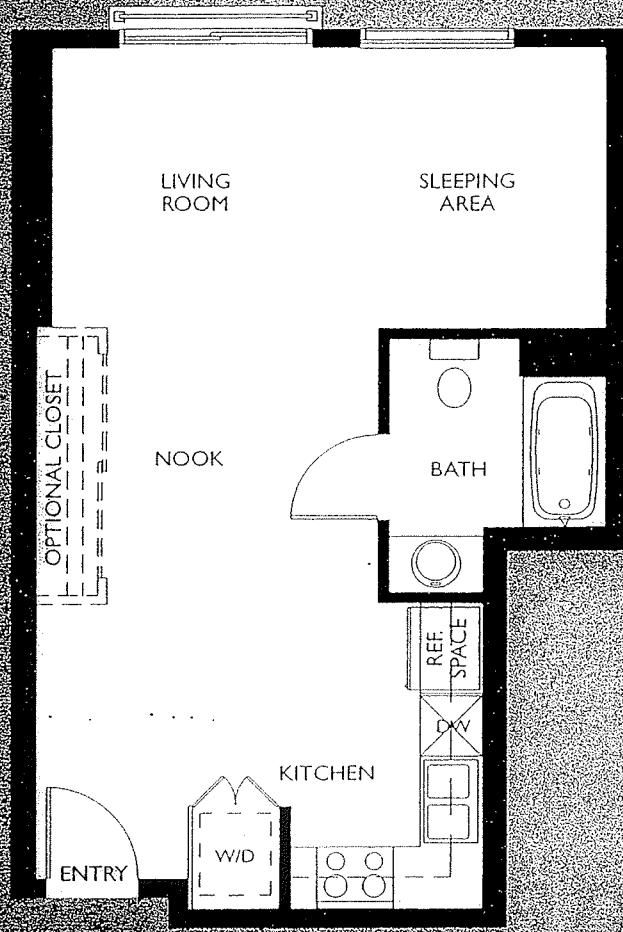 LIVING
ROOM
SLEEPING
AREA
OPTIONAL CLOSET
NOOK
BATH
REF.
SPACE
DW
KITCHEN
W/D
ENTRY